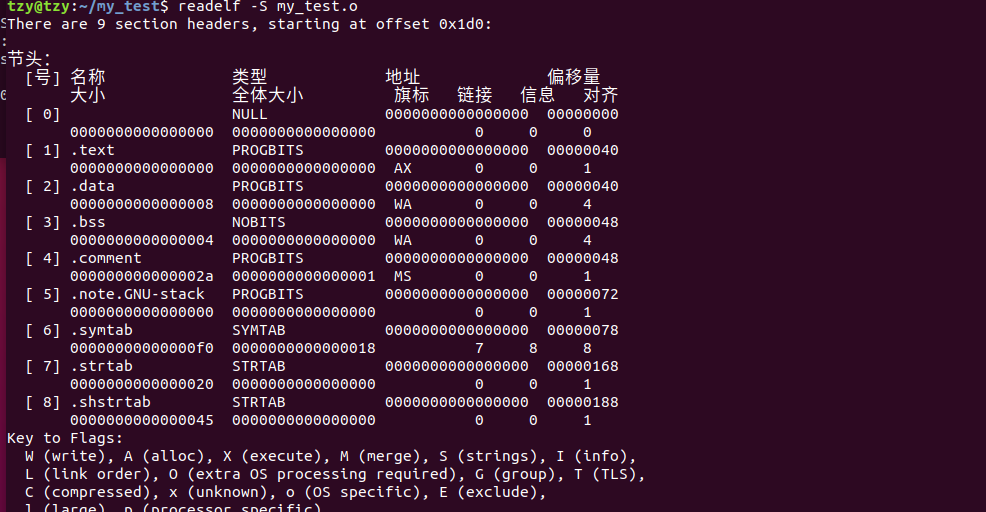 tzy@tzy:~/my_test$ readelf -S my_test.o
There are 9 section headers, starting at offset 0x1d0:
节头：
[号] 名称 类型 地址 偏移量
大小 全体大小 旗标 链接 信息 对齐
[ 0] NULL 0000000000000000 00000000
0000000000000000 0000000000000000 0 0 0
[ 1] .text PROGBITS 0000000000000000 00000040
0000000000000000 0000000000000000 AX 0 0 1
[ 2] .data PROGBITS 0000000000000000 00000040
0000000000000008 0000000000000000 WA 0 0 4
[ 3] .bss NOBITS 0000000000000000 00000048
0000000000000004 0000000000000000 WA 0 0 4
[ 4] .comment PROGBITS 0000000000000000 00000048
000000000000002a 0000000000000001 MS 0 0 1
[ 5] .note.GNU-stack PROGBITS 0000000000000000 00000072
0000000000000000 0000000000000000 0 0 1
[ 6] .symtab SYMTAB 0000000000000000 00000078
00000000000000f0 0000000000000018 7 8 8
[ 7] .strtab STRTAB 0000000000000000 00000168
0000000000000020 0000000000000000 0 0 1
[ 8] .shstrtab STRTAB 0000000000000000 00000188
0000000000000045 0000000000000000 0 0 1
Key to Flags:
W (write), A (alloc), X (execute), M (merge), S (strings), I (info),
L (link order), O (extra OS processing required), G (group), T (TLS),
C (compressed), x (unknown), o (OS specific), E (exclude),
l (large), p (processor specific)